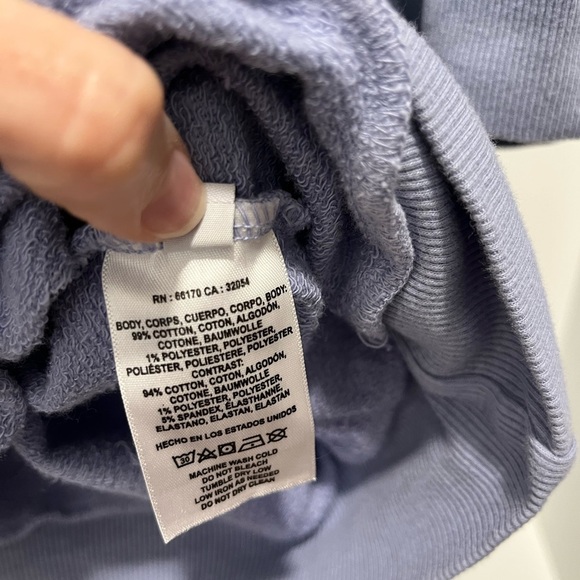 RN : 66170 CA : 32054
BODY, CORPS, CUERPO, CORPO, BODY:
99% COTTON, COTON, ALGODÓN,
COTONE, BAUMWOLLE
1% POLYESTER, POLYESTER,
POLIÉSTER, POLIESTERE, POLYESTER
CONTRAST:
94% COTTON, COTON, ALGODÓN,
COTONE, BAUMWOLLE
1% POLYESTER, POLYESTER,
5% SPANDEX, ÉLASTHANNE,
ELASTANO, ELASTAN, ELASTÁN
HECHO EN LOS ESTADOS UNIDOS
30
MACHINE WASH COLD
DO NOT BLEACH
TUMBLE DRY LOW
LOW IRON AS NEEDED
DO NOT DRY CLEAN